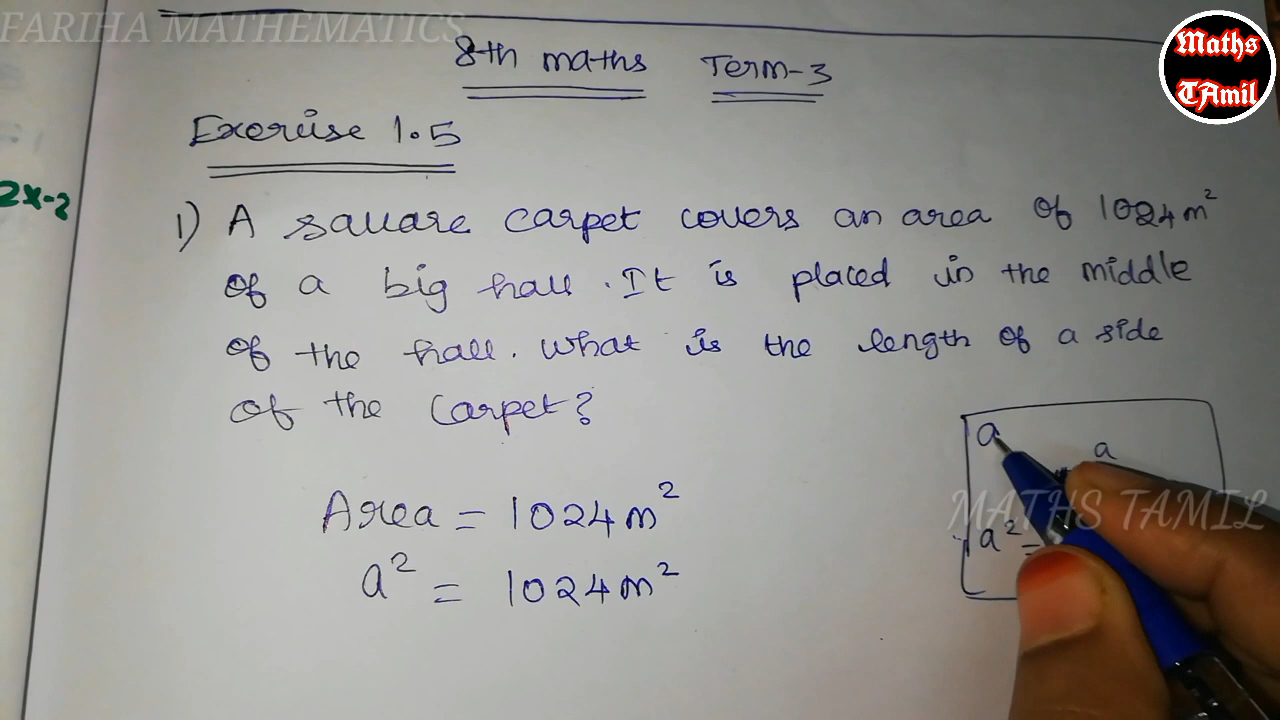 FARIHA MATHEMATICS
Maths
TAmil
8th maths Term-3
Exercise 1.5
2x-2
1) A square carpet covers an area of 1024m²
of a big hall. It is placed in the middle
of the hall. What is the length of a side
of the Carpet?
a
a
Area = 1024m²
MATHS TAMIL
a² =
a² = 1024m²